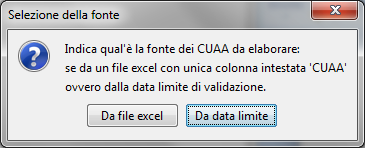 Selezione della fonte
Indica qual'è la fonte dei CUAA da elaborare:
se da un file excel con unica colonna intestata 'CUAA'
ovvero dalla data limite di validazione.
Da file excel
Da data limite